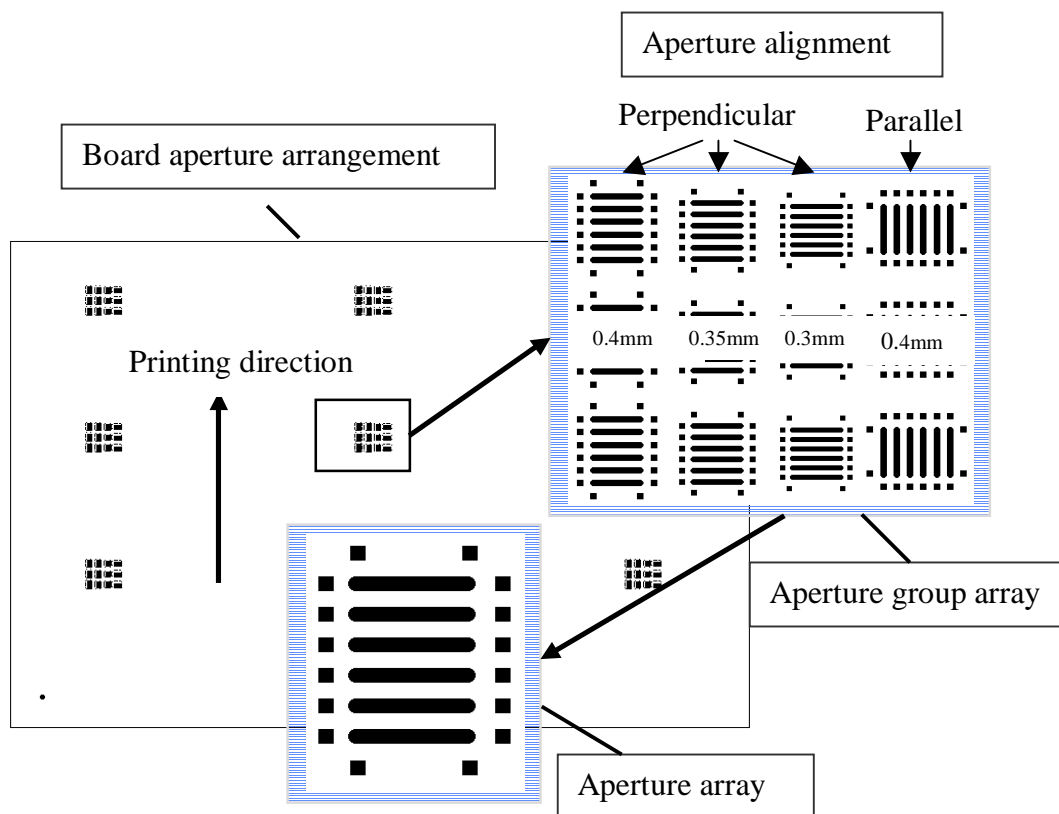 Aperture alignment
Perpendicular
Parallel
Board aperture arrangement
Printing direction
0.4mm
0.35mm
0.3mm
0.4mm
Aperture group array
Aperture array